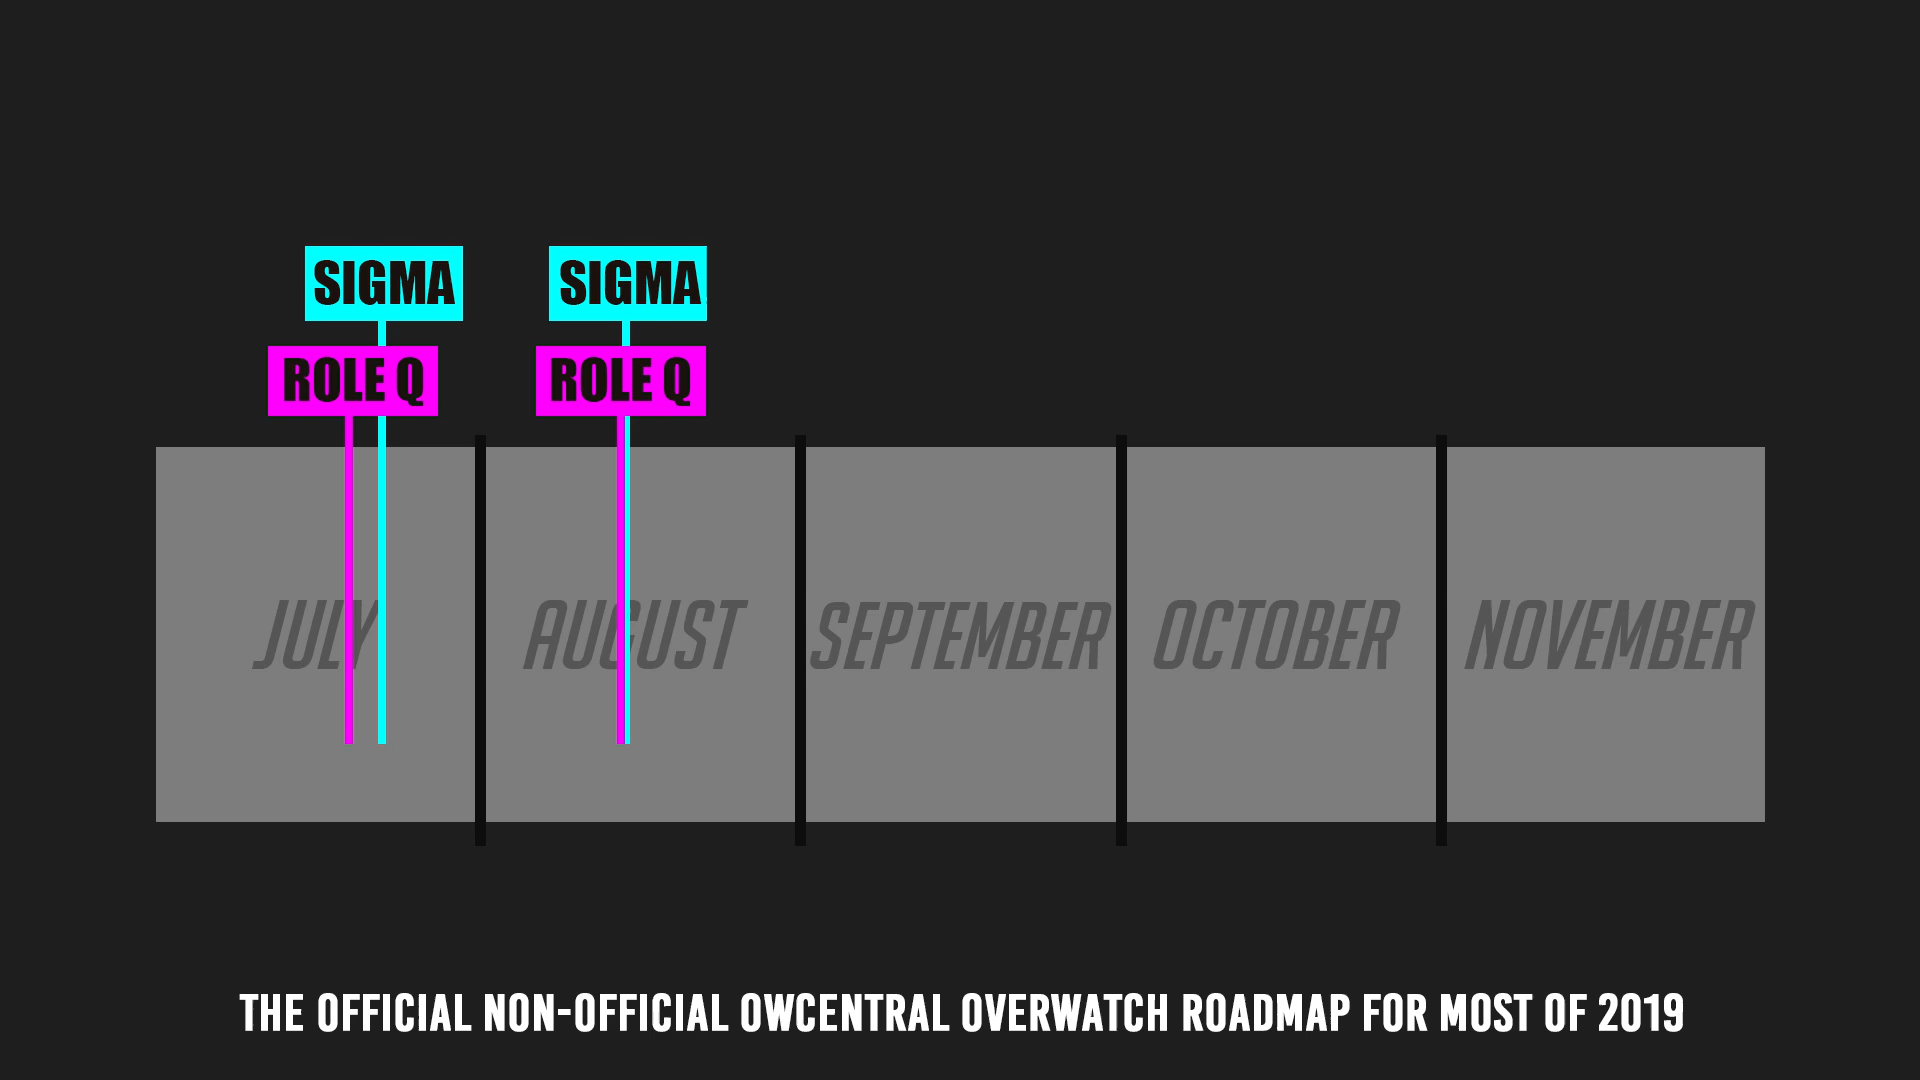 SIGMA
SIGMA
ROLE Q
ROLE Q
JULY
AUGUST
SEPTEMBER
OCTOBER
NOVEMBER
THE OFFICIAL NON-OFFICIAL OWCENTRAL OVERWATCH ROADMAP FOR MOST OF 2019